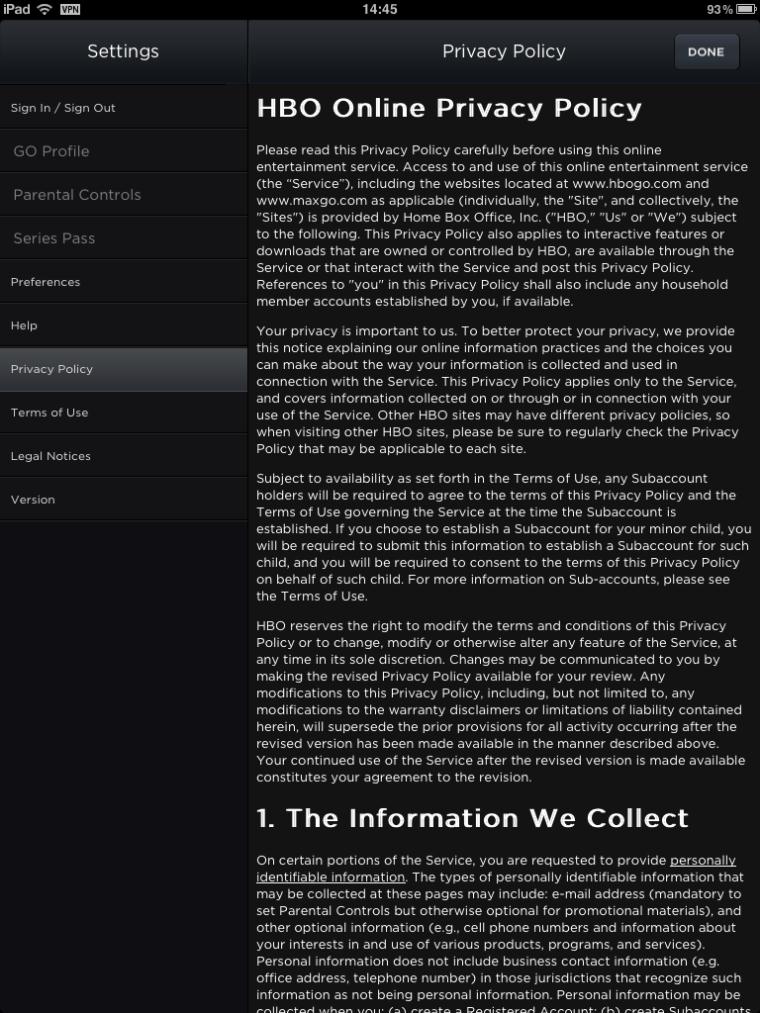 iPad VPN 14:45 93%
Settings
Privacy Policy
DONE
Sign In / Sign Out
GO Profile
Parental Controls
Series Pass
Preferences
Help
Privacy Policy
Terms of Use
Legal Notices
Version
HBO Online Privacy Policy
Please read this Privacy Policy carefully before using this online
entertainment service. Access to and use of this online entertainment service
(the “Service”), including the websites located at www.hbogo.com and
www.maxgo.com as applicable (individually, the "Site", and collectively, the
"Sites") is provided by Home Box Office, Inc. ("HBO," "Us" or "We") subject
to the following. This Privacy Policy also applies to interactive features or
downloads that are owned or controlled by HBO, are available through the
Service or that interact with the Service and post this Privacy Policy.
References to "you" in this Privacy Policy shall also include any household
member accounts established by you, if available.
Your privacy is important to us. To better protect your privacy, we provide
this notice explaining our online information practices and the choices you
can make about the way your information is collected and used in
connection with the Service. This Privacy Policy applies only to the Service,
and covers information collected on or through or in connection with your
use of the Service. Other HBO sites may have different privacy policies, so
when visiting other HBO sites, please be sure to regularly check the Privacy
Policy that may be applicable to each site.
Subject to availability as set forth in the Terms of Use, any Subaccount
holders will be required to agree to the terms of this Privacy Policy and the
Terms of Use governing the Service at the time the Subaccount is
established. If you choose to establish a Subaccount for your minor child, you
will be required to submit this information to establish a Subaccount for such
child, and you will be required to consent to the terms of this Privacy Policy
on behalf of such child. For more information on Sub-accounts, please see
the Terms of Use.
HBO reserves the right to modify the terms and conditions of this Privacy
Policy or to change, modify or otherwise alter any feature of the Service, at
any time in its sole discretion. Changes may be communicated to you by
making the revised Privacy Policy available for your review. Any
modifications to this Privacy Policy, including, but not limited to, any
modifications to the warranty disclaimers or limitations of liability contained
herein, will supersede the prior provisions for all activity occurring after the
revised version has been made available in the manner described above.
Your continued use of the Service after the revised version is made available
constitutes your agreement to the revision.
1. The Information We Collect
On certain portions of the Service, you are requested to provide personally
identifiable information. The types of personally identifiable information that
may be collected at these pages may include: e-mail address (mandatory to
set Parental Controls but otherwise optional for promotional materials), and
other optional information (e.g., cell phone numbers and information about
your interests in and use of various products, programs, and services).
Personal information does not include business contact information (e.g.
office address, telephone number) in those jurisdictions that recognize such
information as not being personal information. Personal information may be
collected when you: (a) create a Registered Account; (b) create Subaccounts